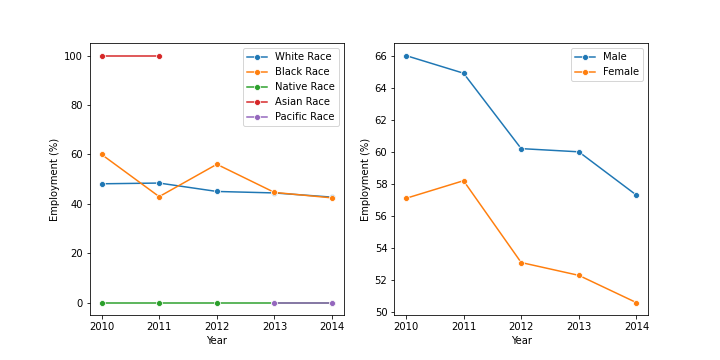 100
80
60
40
20
0
Employment (%)
2010 2011 2012 2013 2014
Year
White Race
Black Race
Native Race
Asian Race
Pacific Race
66
64
62
60
58
56
54
52
50
Employment (%)
2010 2011 2012 2013 2014
Year
Male
Female